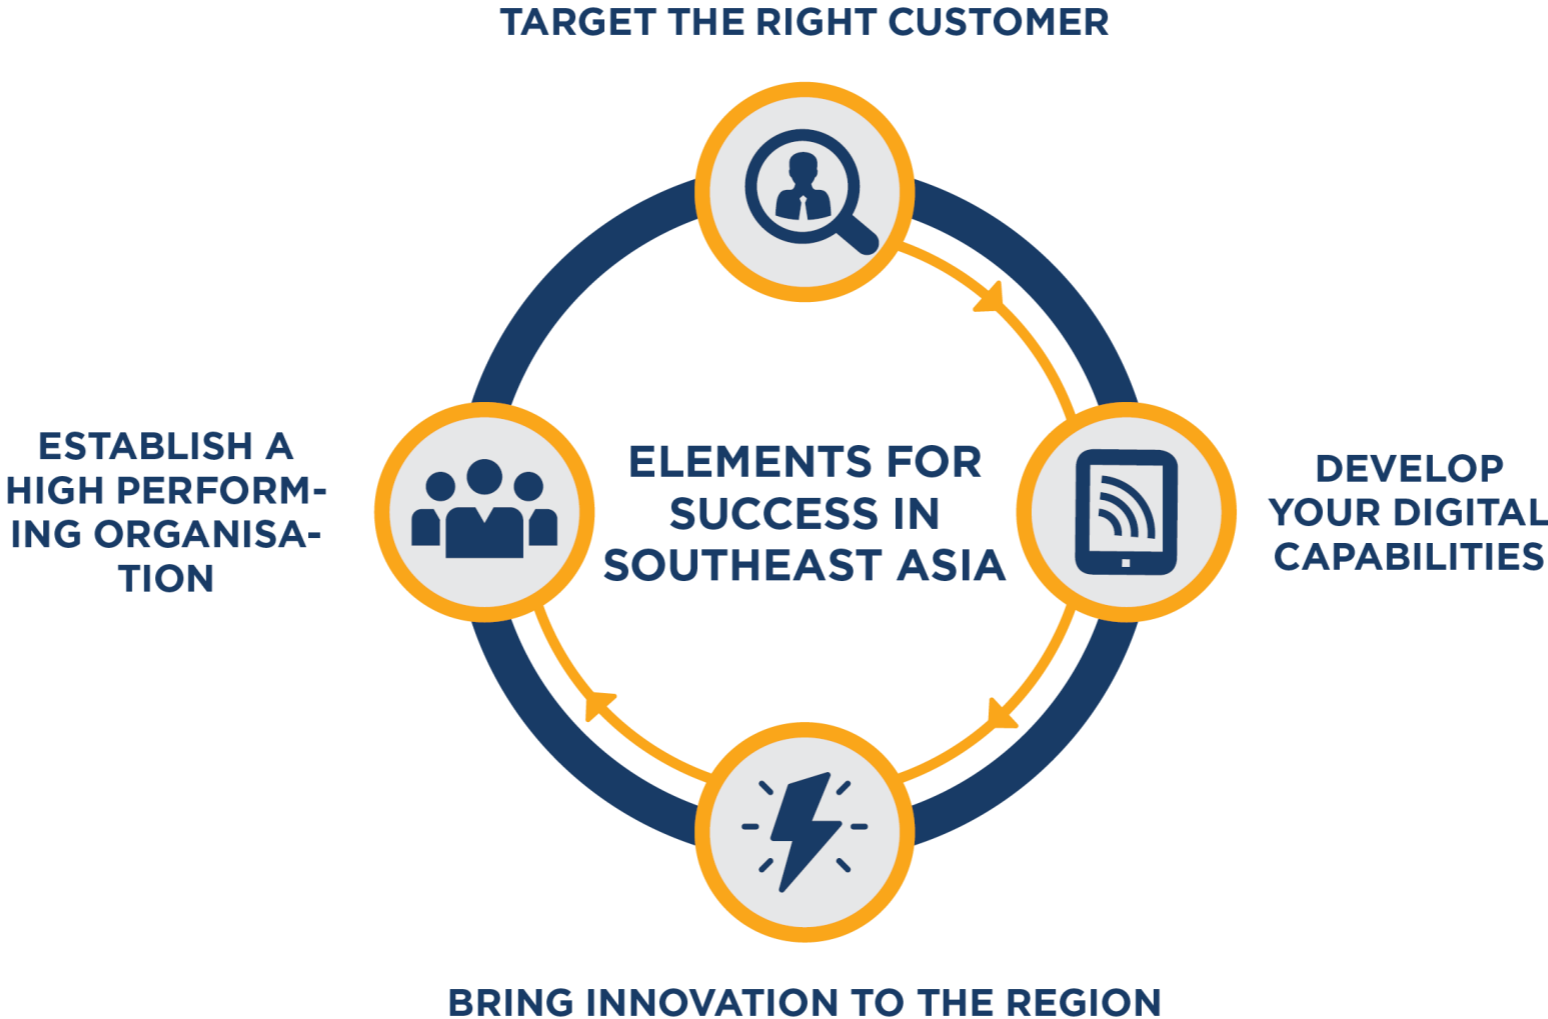 TARGET THE RIGHT CUSTOMER
ESTABLISH A
HIGH PERFORM-
ING ORGANISA-
TION
ELEMENTS FOR
SUCCESS IN
SOUTHEAST ASIA
DEVELOP
YOUR DIGITAL
CAPABILITIES
BRING INNOVATION TO THE REGION